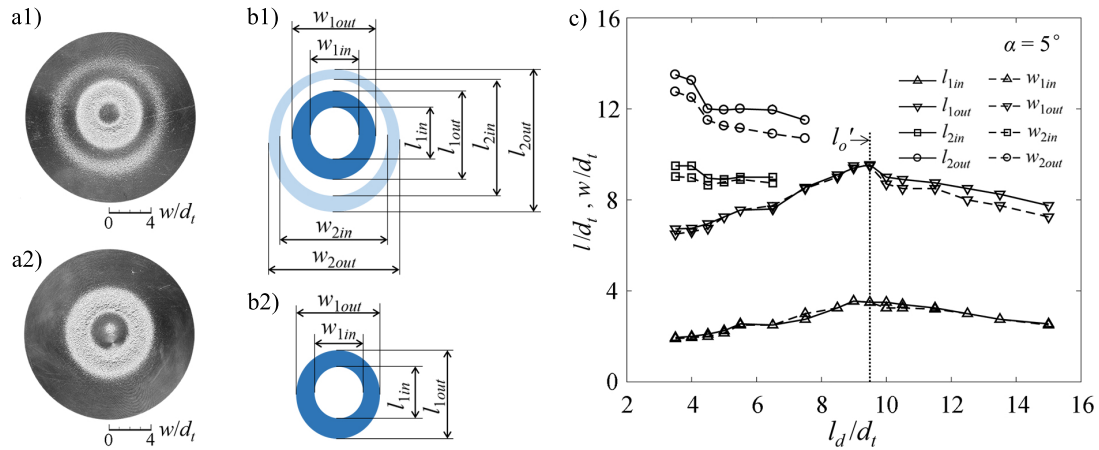 a1)
0 4 w/d_t
a2)
0 4 w/d_t
b1)
w_1out
w_1in
l_1in
l_1out
l_2in
l_2out
w_2in
w_2out
b2)
w_1out
w_1in
l_1in
l_1out
c)
α = 5°
l_1in w_1in
l_1out w_1out
l_2in w_2in
l_2out w_2out
l_o'
l/d_t , w/d_t
16
12
8
4
0
2 4 6 8 10 12 14 16
l_d/d_t